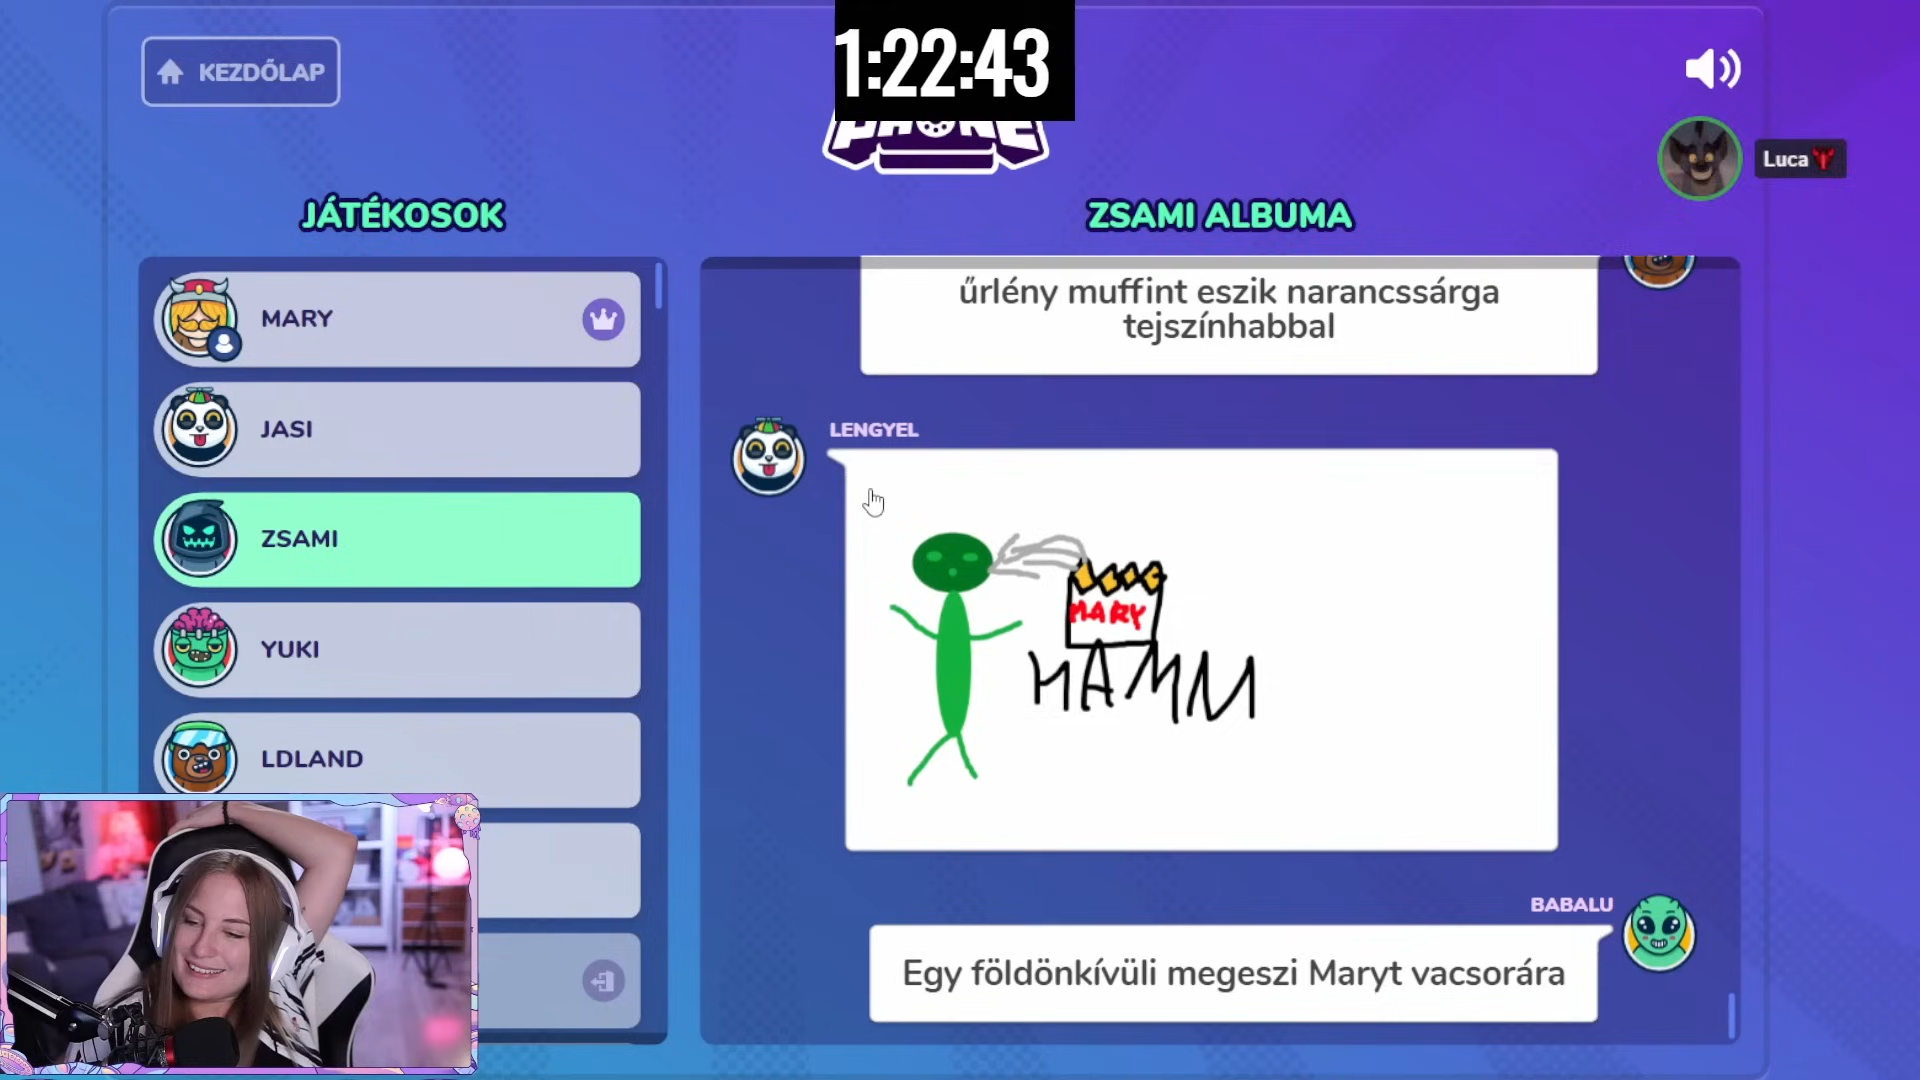 1:22:43
KEZDŐLAP
PHONE
Luca
JÁTÉKOSOK
ZSAMI ALBUMA
MARY
JASI
ZSAMI
YUKI
LDLAND
űrlény muffint eszik narancssárga
tejszínhabbal
LENGYEL
MARY
HAMM
BABALU
Egy földönkívüli megeszi Maryt vacsorára